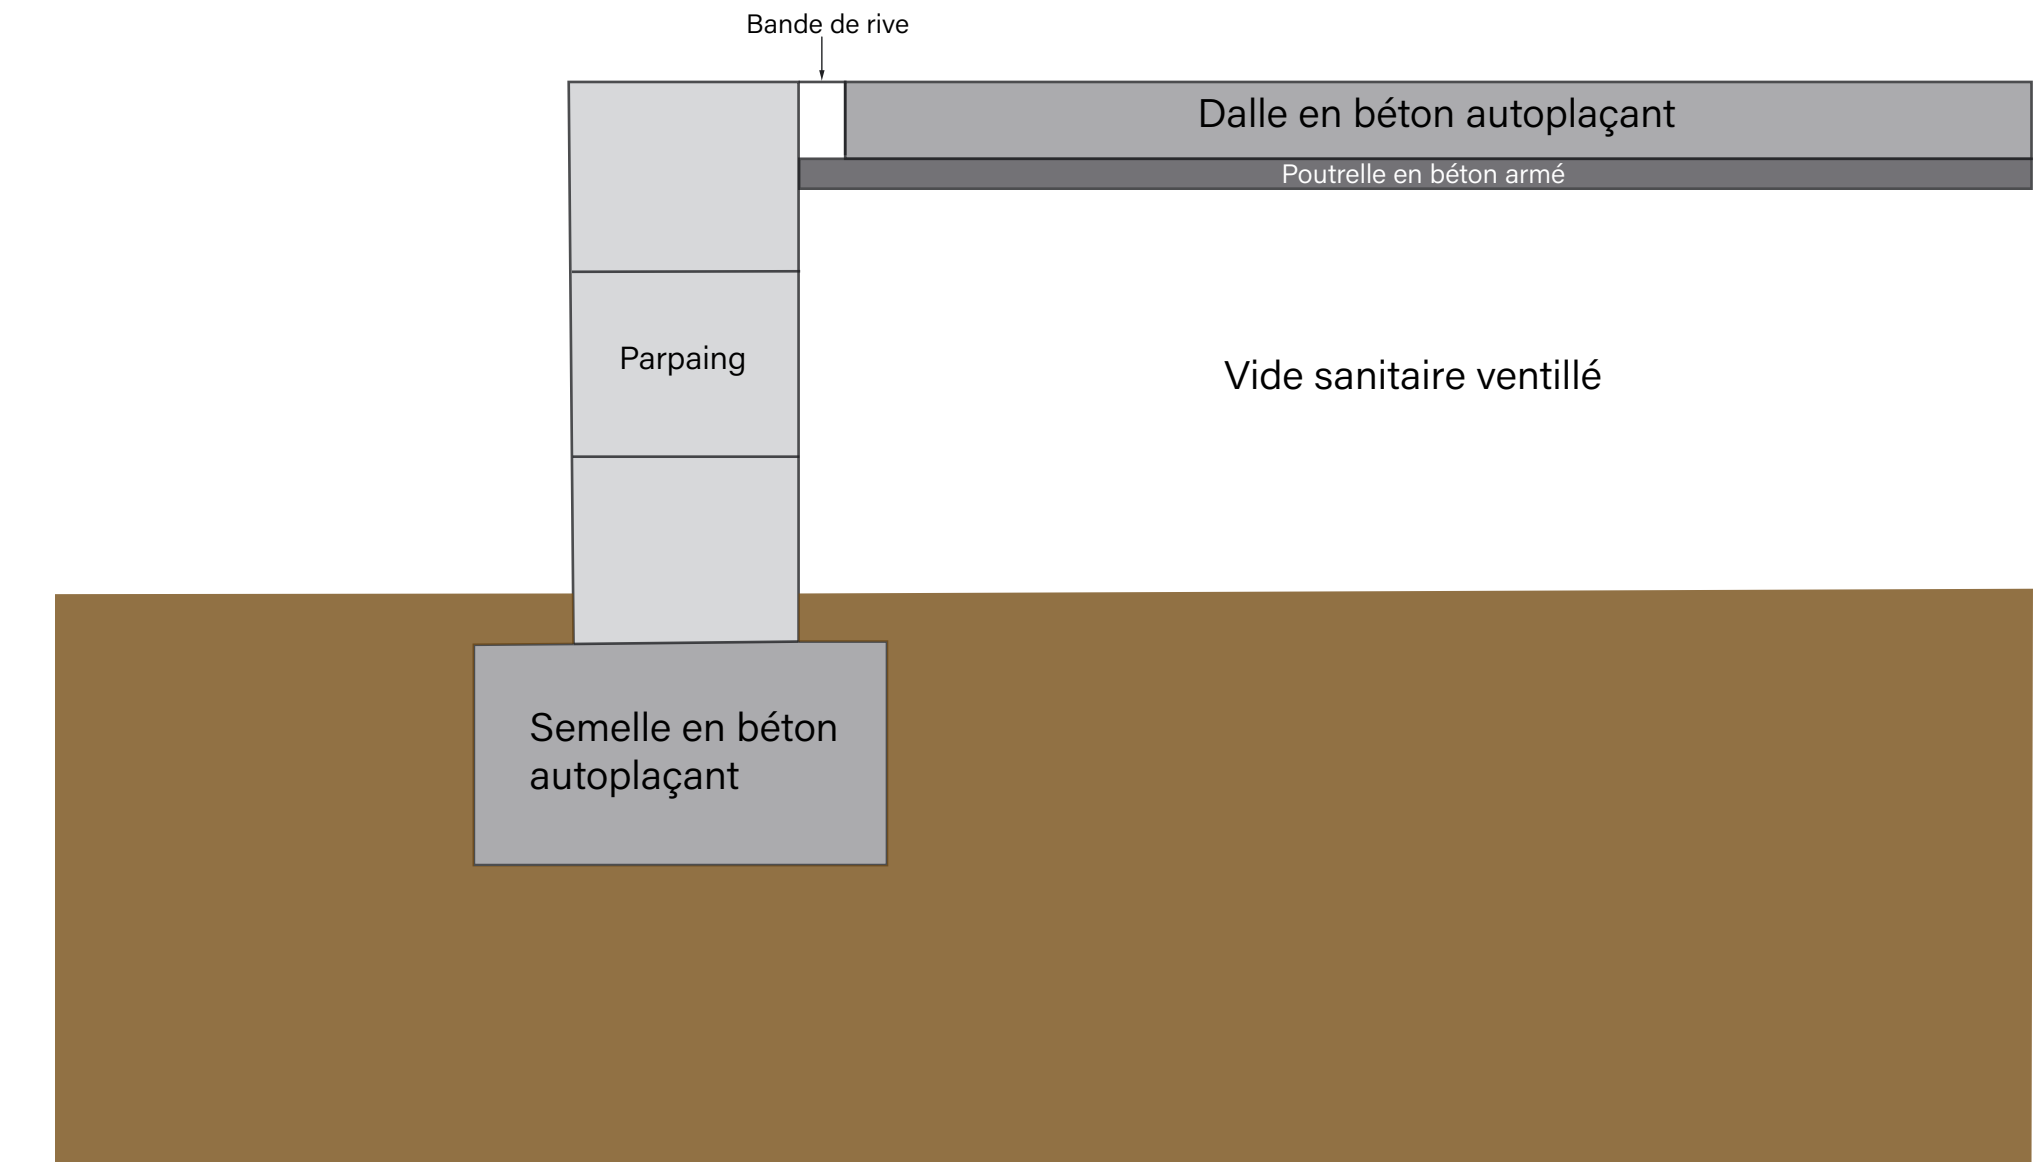 Bande de rive
Dalle en béton autoplaçant
Poutrelle en béton armé
Parpaing
Vide sanitaire ventillé
Semelle en béton
autoplaçant